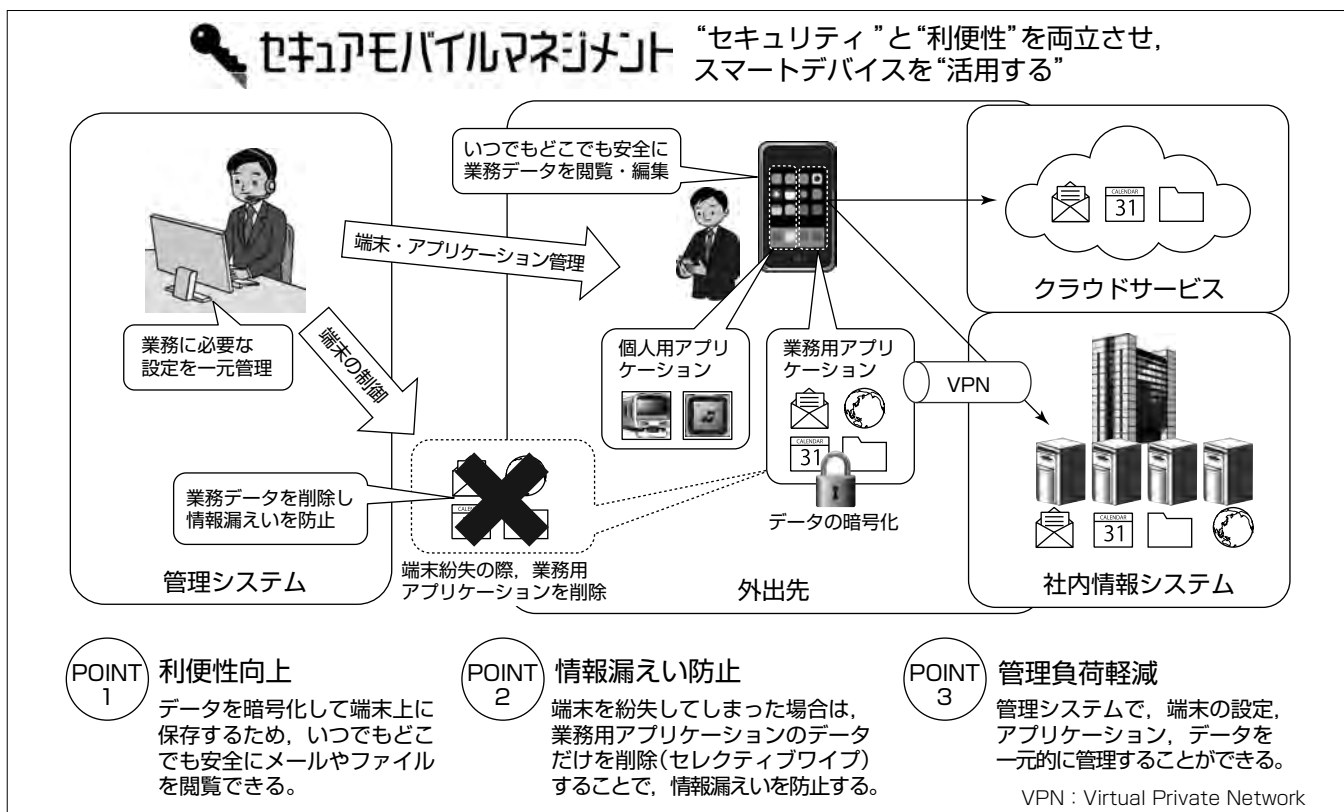 セキュアモバイルマネジメント
“セキュリティ”と“利便性”を両立させ，
スマートデバイスを“活用する”
いつでもどこでも安全に
業務データを閲覧・編集
端末・アプリケーション管理
業務に必要な
設定を一元管理
端末の制御
業務データを削除し
情報漏えいを防止
管理システム
CALENDAR
端末紛失の際，業務用
アプリケーションを削除
個人用アプリ
ケーション
業務用アプリ
ケーション
CALENDAR
31
データの暗号化
外出先
VPN
CALENDAR
31
クラウドサービス
CALENDAR
31
社内情報システム
POINT
1
利便性向上
データを暗号化して端末上に
保存するため，いつでもどこ
でも安全にメールやファイル
を閲覧できる。
POINT
2
情報漏えい防止
端末を紛失してしまった場合は，
業務用アプリケーションのデータ
だけを削除(セレクティブワイプ)
することで，情報漏えいを防止する。
POINT
3
管理負荷軽減
管理システムで，端末の設定，
アプリケーション，データを
一元的に管理することができる。
VPN：Virtual Private Network